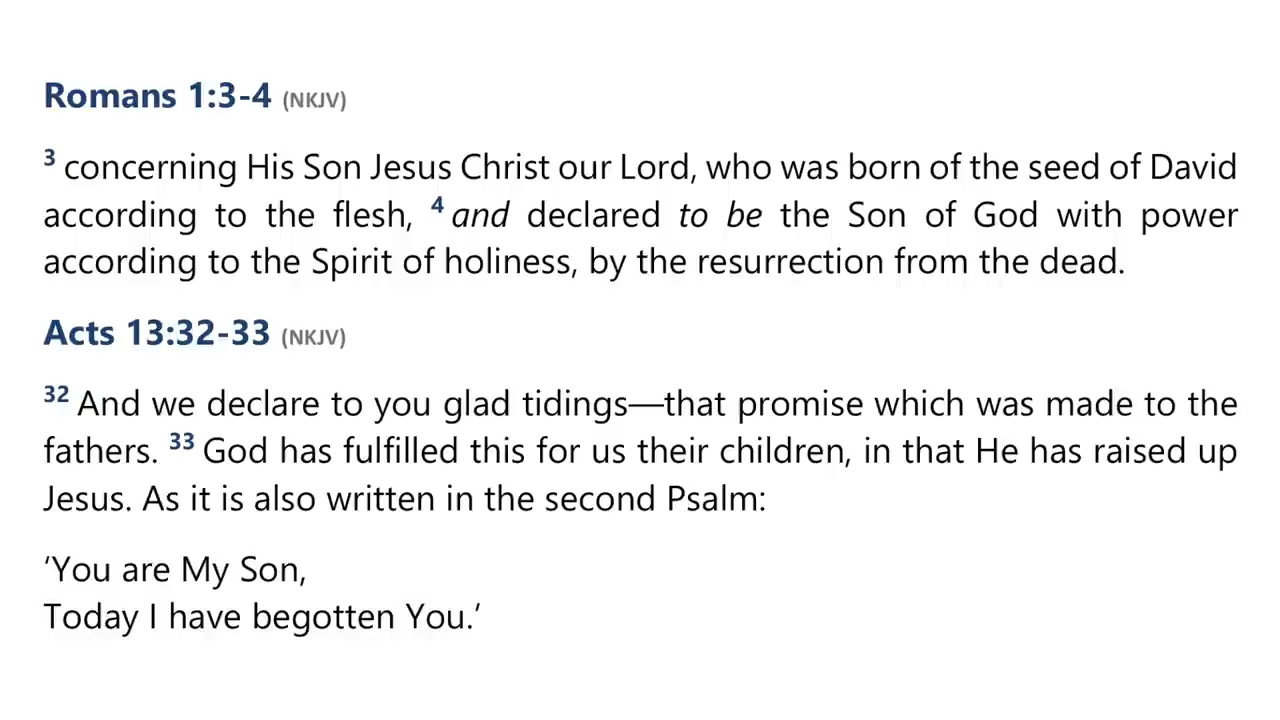 Romans 1:3-4 (NKJV)
3 concerning His Son Jesus Christ our Lord, who was born of the seed of David
according to the flesh, 4 and declared to be the Son of God with power
according to the Spirit of holiness, by the resurrection from the dead.
Acts 13:32-33 (NKJV)
32 And we declare to you glad tidings—that promise which was made to the
fathers. 33 God has fulfilled this for us their children, in that He has raised up
Jesus. As it is also written in the second Psalm:
‘You are My Son,
Today I have begotten You.’